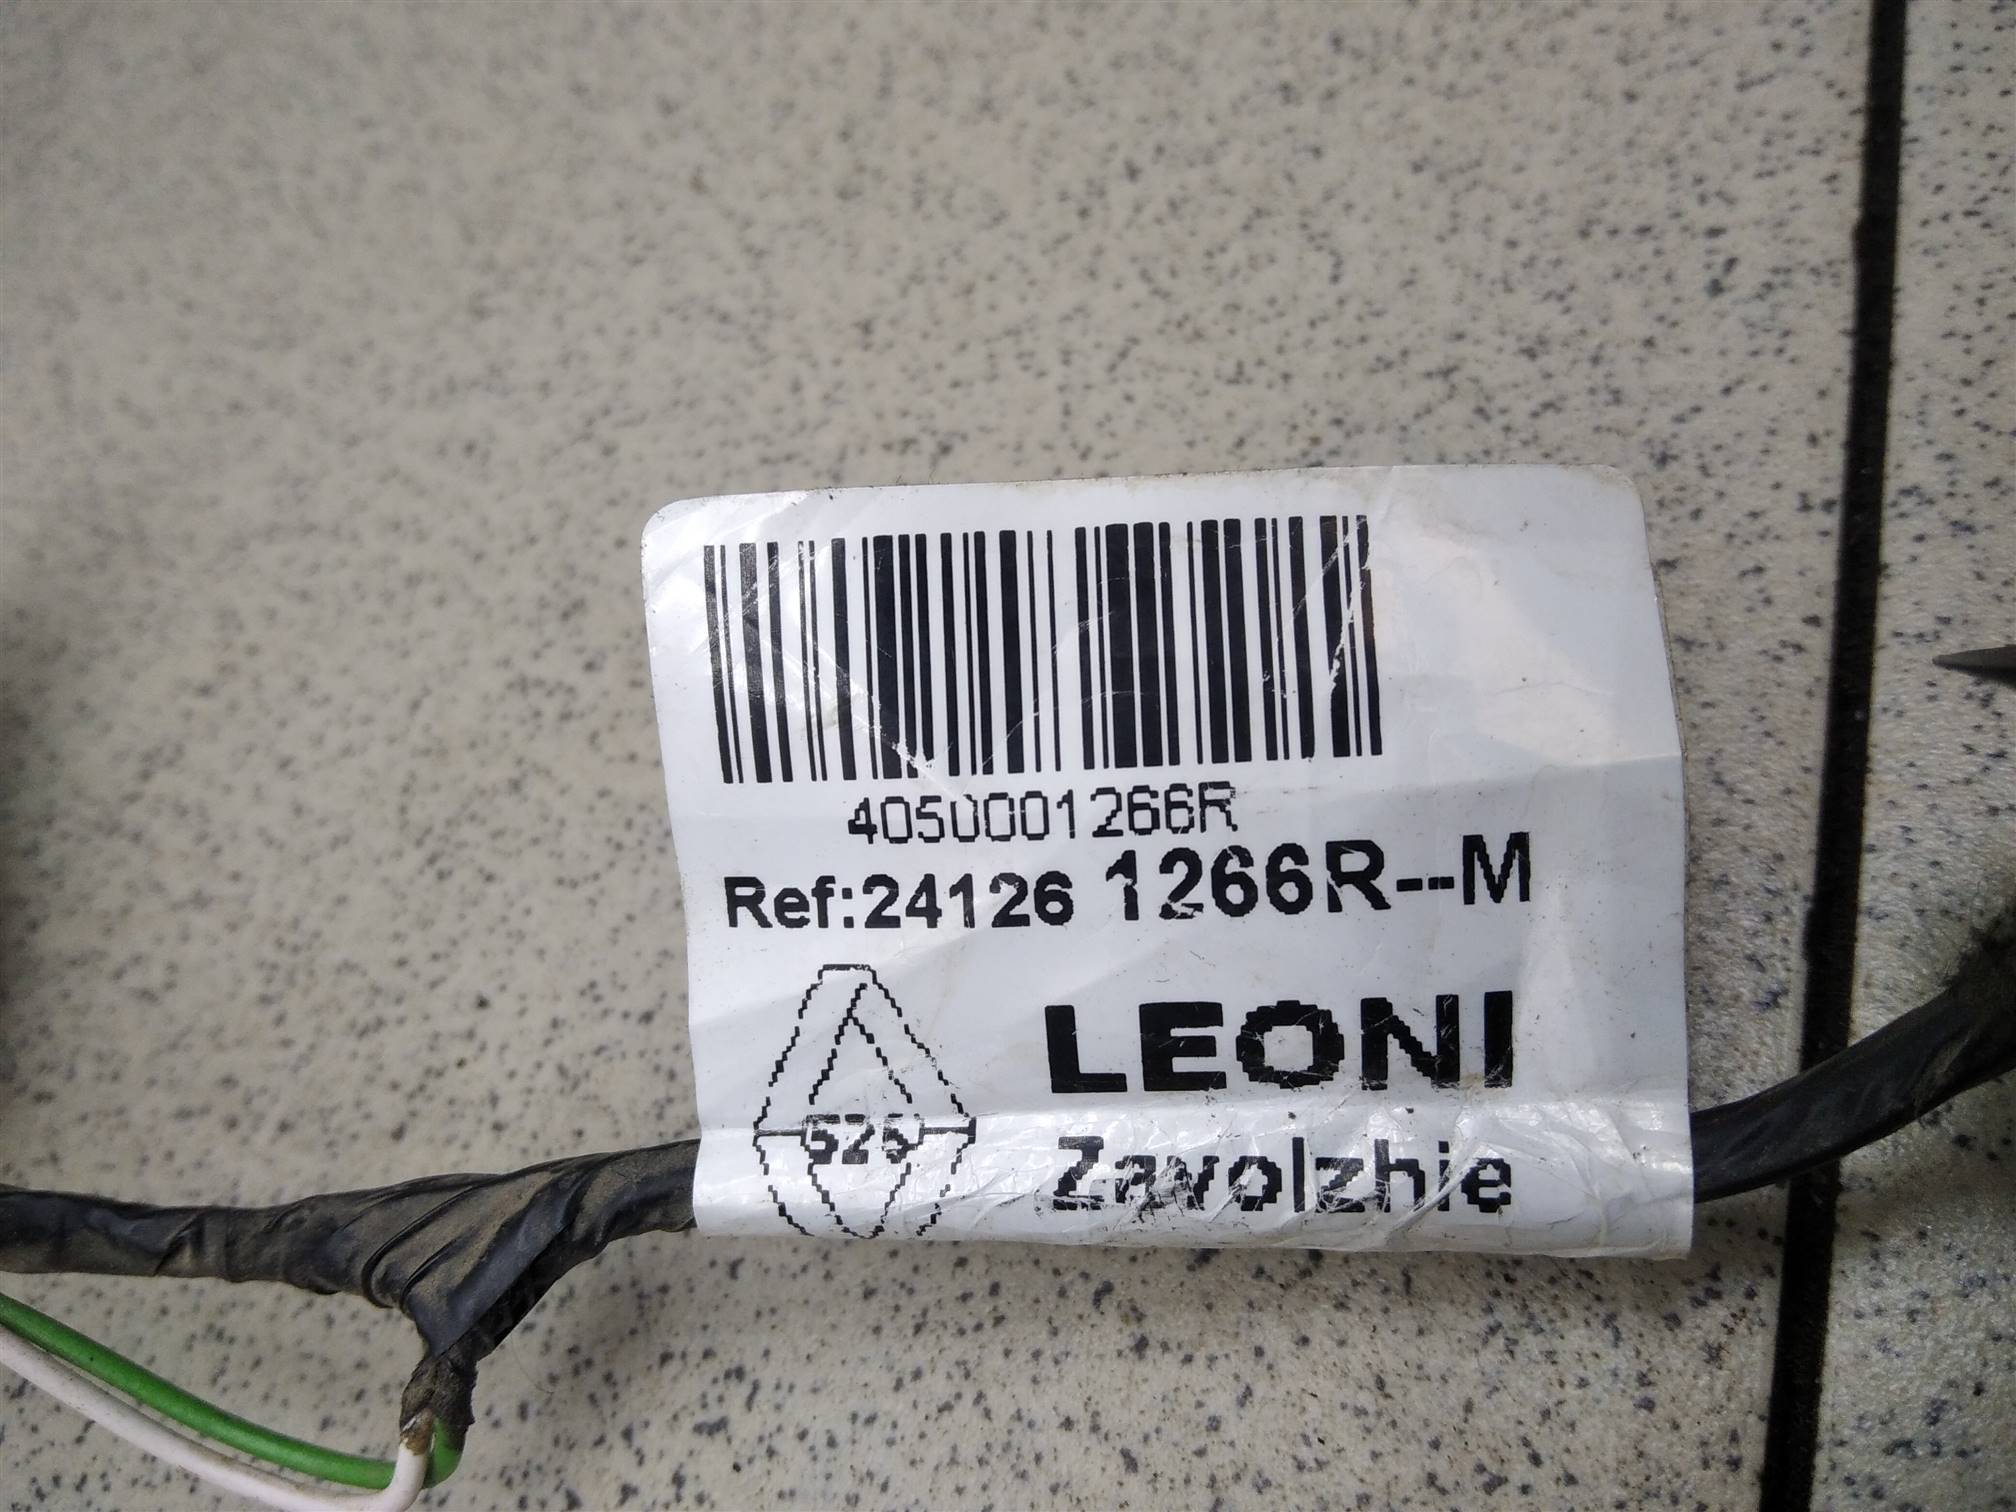 4050001266R
Ref:24126 1266R--M
LEONI
Zavolzhie